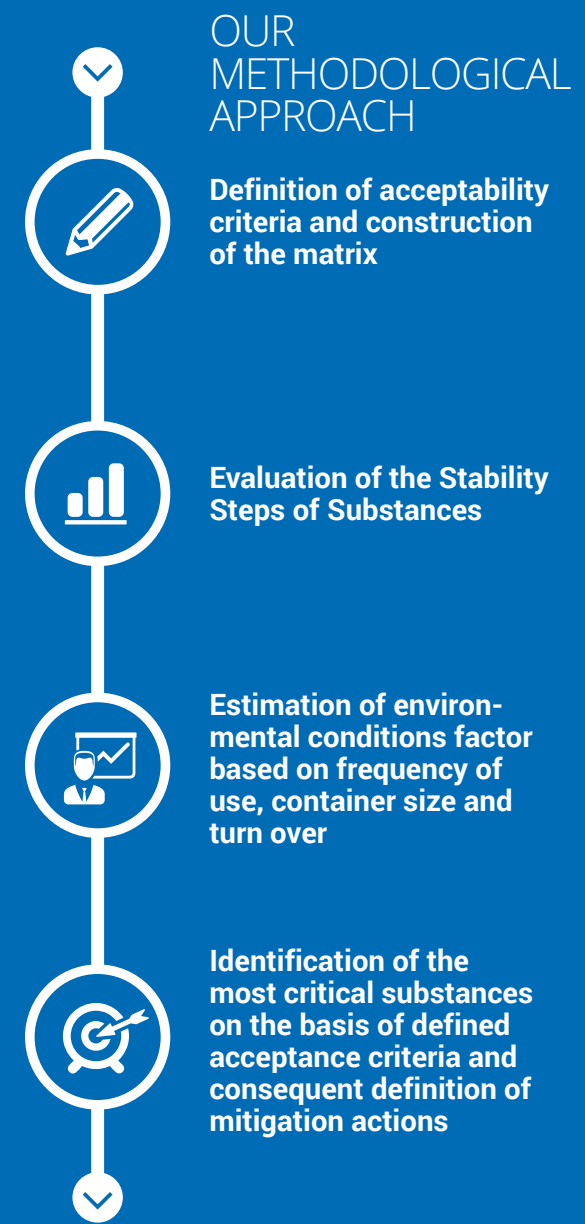 OUR
METHODOLOGICAL
APPROACH
Definition of acceptability
criteria and construction
of the matrix
Evaluation of the Stability
Steps of Substances
Estimation of environ-
mental conditions factor
based on frequency of
use, container size and
turn over
Identification of the
most critical substances
on the basis of defined
acceptance criteria and
consequent definition of
mitigation actions